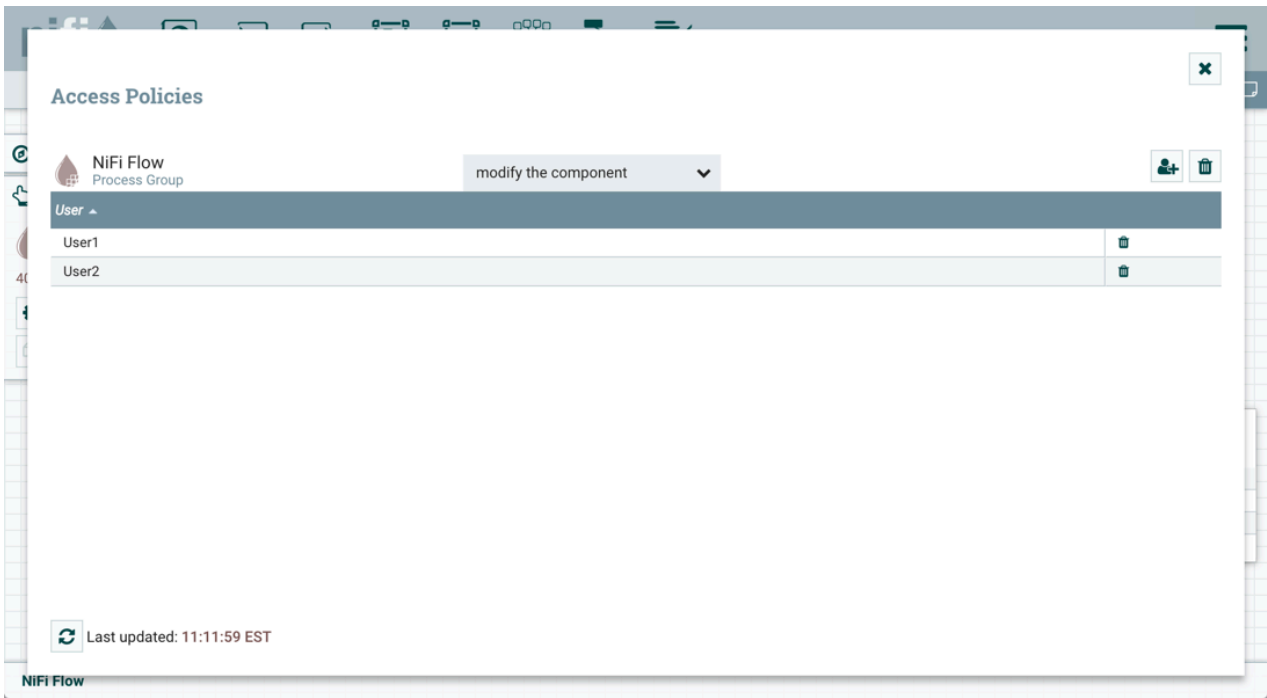 Access Policies
NiFi Flow
Process Group
modify the component
User
User1
User2
Last updated: 11:11:59 EST
NiFi Flow